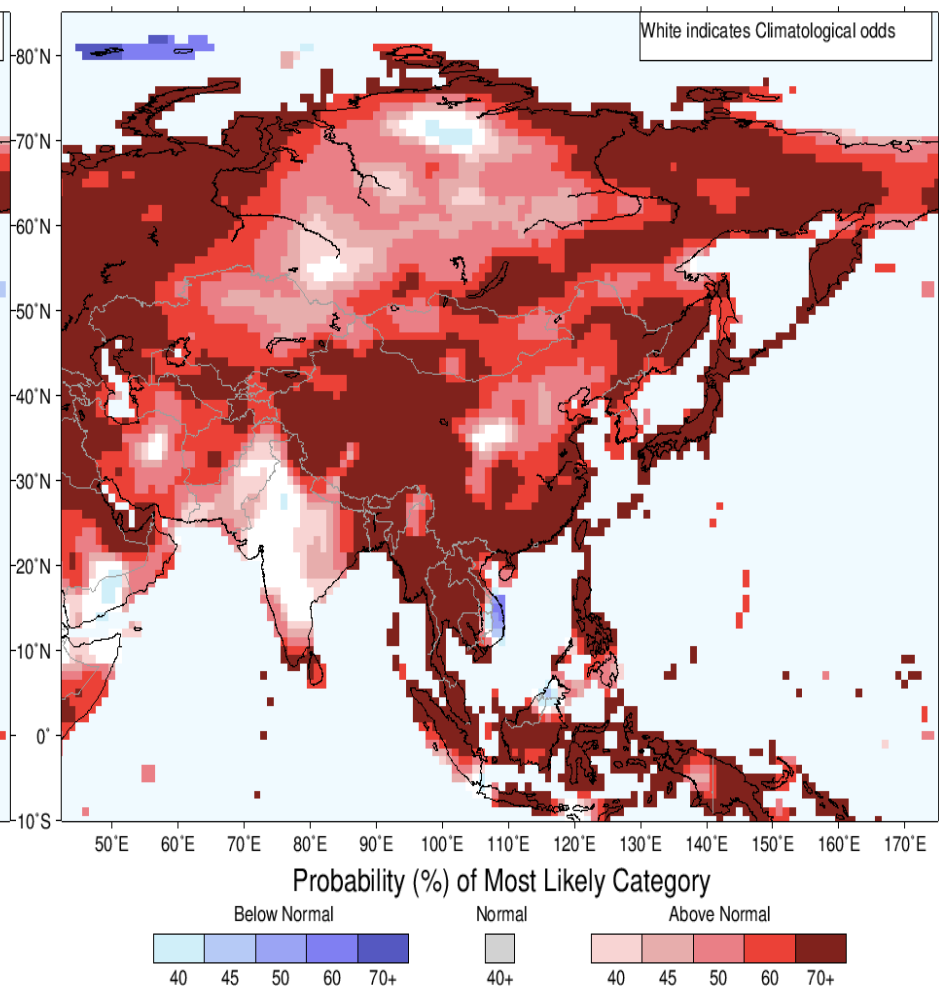 White indicates Climatological odds
80°N
70°N
60°N
50°N
40°N
30°N
20°N
10°N
0°
10°S
50°E 60°E 70°E 80°E 90°E 100°E 110°E 120°E 130°E 140°E 150°E 160°E 170°E
Probability (%) of Most Likely Category
Below Normal Normal Above Normal
40 45 50 60 70+ 40+ 40 45 50 60 70+